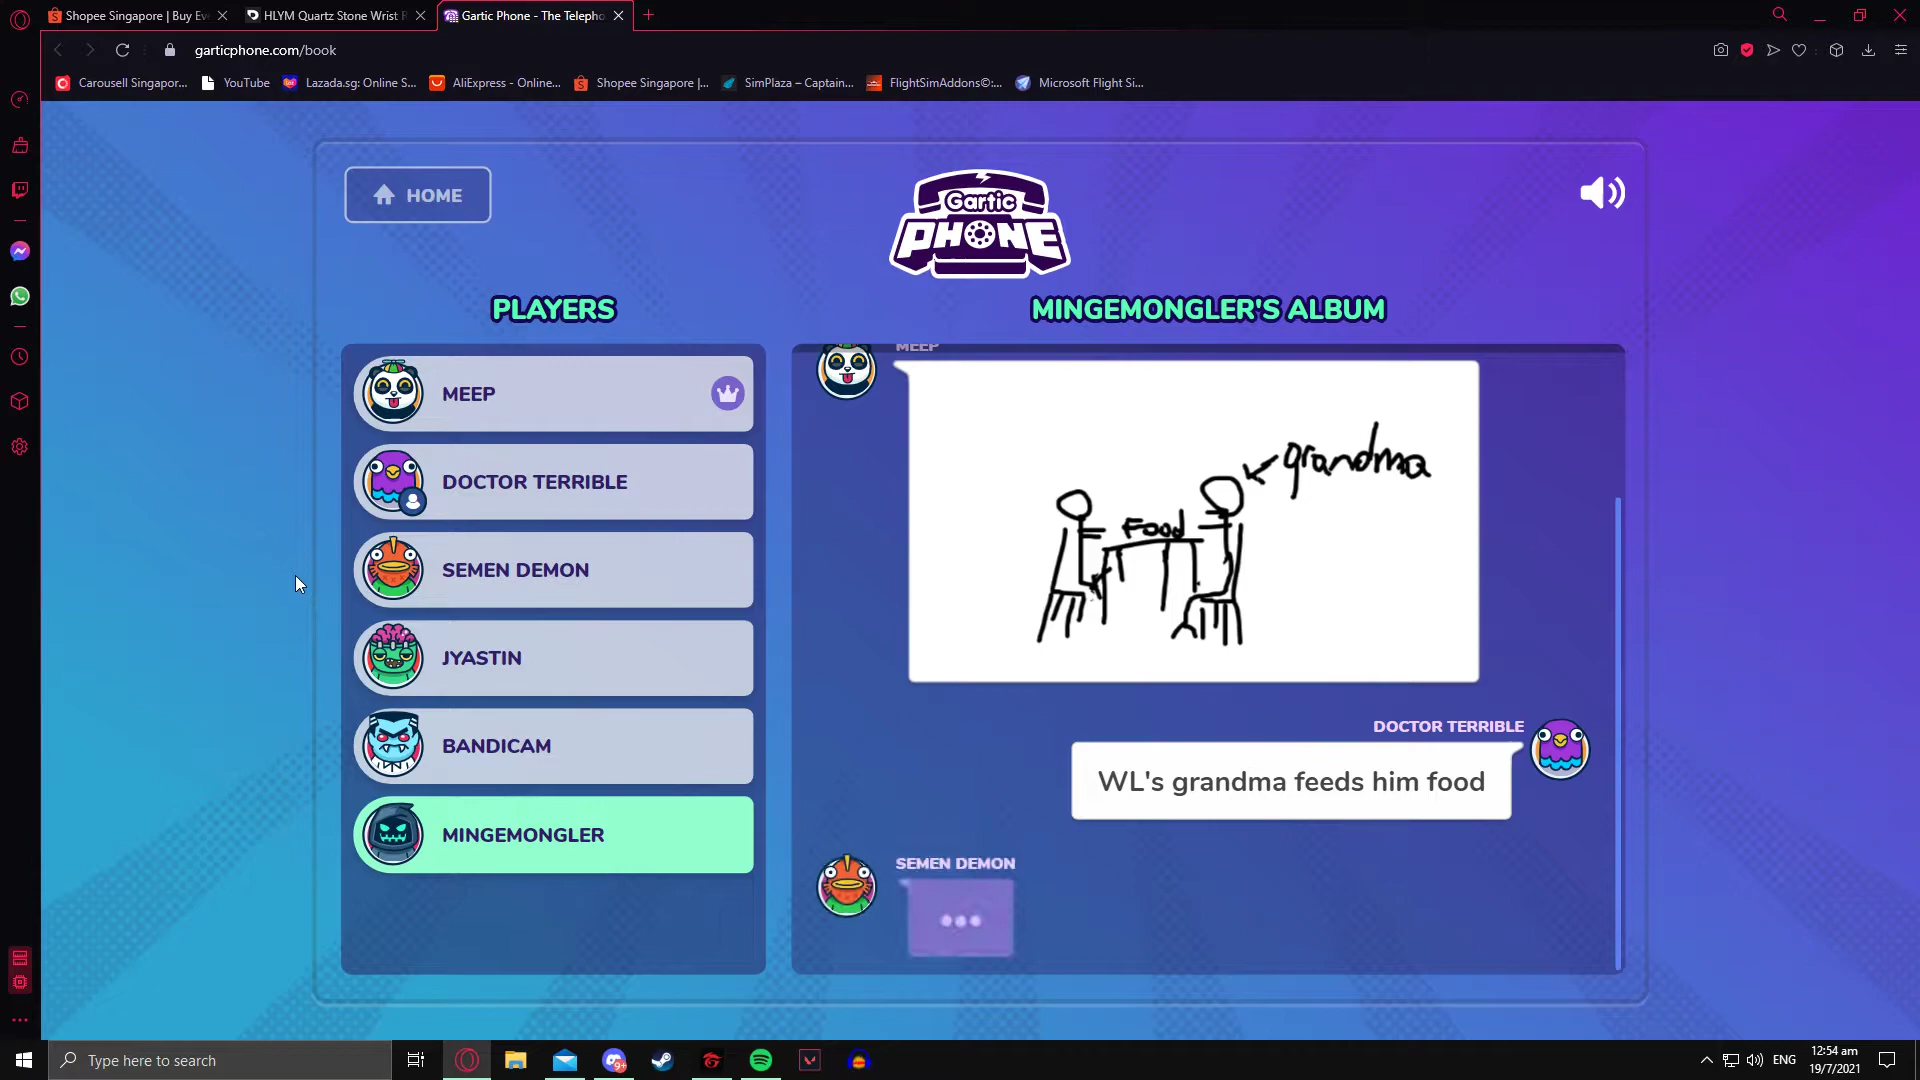 Shopee Singapore | Buy Ev
HLYM Quartz Stone Wrist R
Gartic Phone - The Telepho
garticphone.com/book
Carousell Singapor...
YouTube
Lazada.sg: Online S...
AliExpress - Online...
Shopee Singapore |...
SimPlaza – Captain...
FlightSimAddons©:...
Microsoft Flight Si...
HOME
Gartic
PHONE
PLAYERS
MINGEMONGLER'S ALBUM
MEEP
DOCTOR TERRIBLE
SEMEN DEMON
JYASTIN
BANDICAM
MINGEMONGLER
MEEP
grandma
Food
DOCTOR TERRIBLE
WL's grandma feeds him food
SEMEN DEMON
Type here to search
9+
ENG
12:54 am
19/7/2021